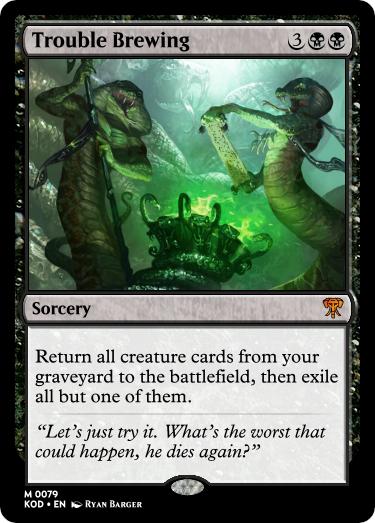 Trouble Brewing 3
Sorcery
Return all creature cards from your
graveyard to the battlefield, then exile
all but one of them.
“Let's just try it. What's the worst that
could happen, he dies again?”
M 0079
KOD • EN Ryan Barger